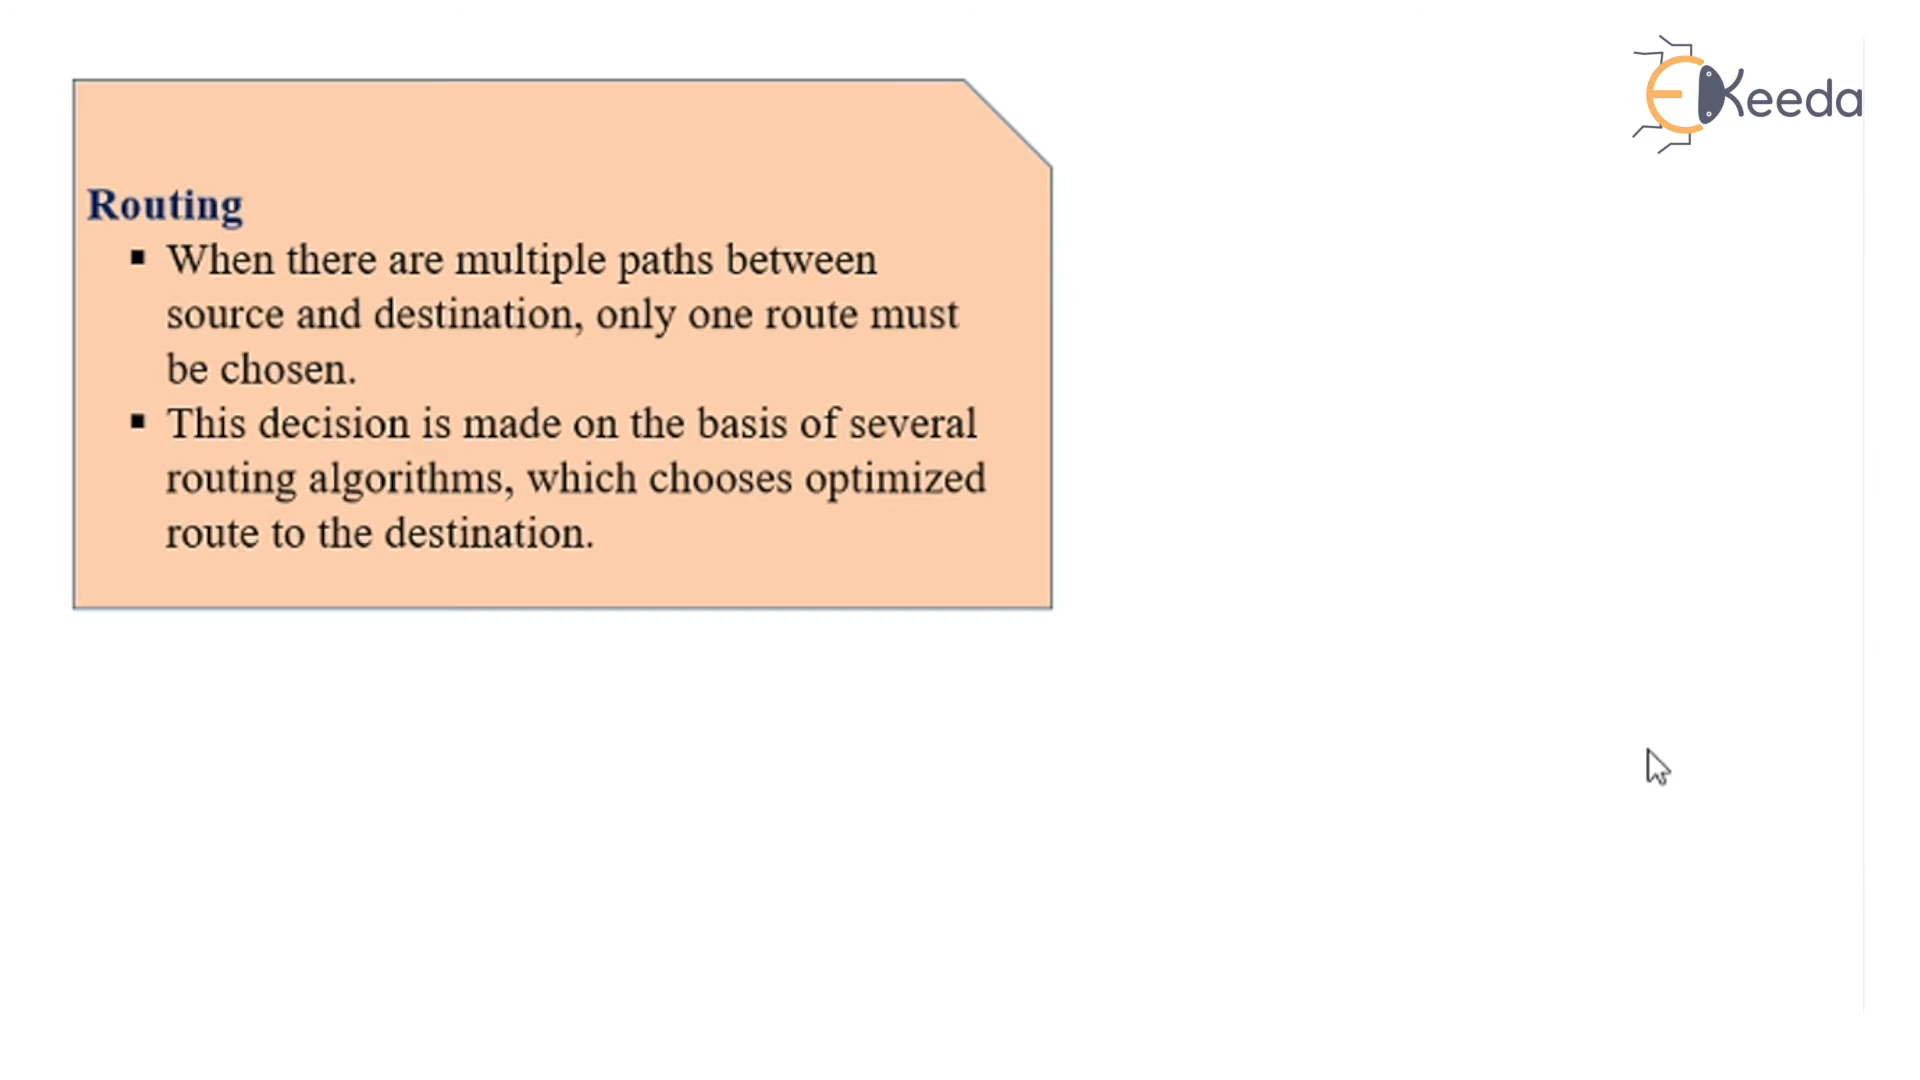 EKeeda
Routing
▪ When there are multiple paths between
source and destination, only one route must
be chosen.
▪ This decision is made on the basis of several
routing algorithms, which chooses optimized
route to the destination.